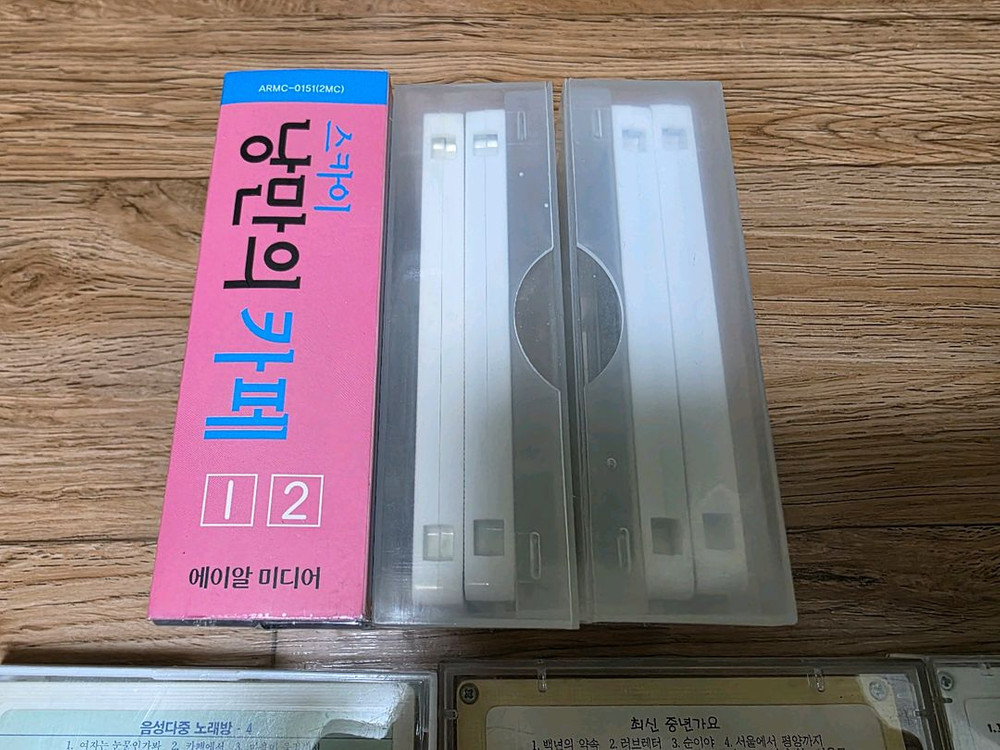 ARMC-0151(2MC)
스카이
낭만의 카페
1 2
에이알 미디어
음성다중 노래방 - 4
1. 여자는 눈물인가봐 2. 카페에서 3.
최신 중년가요
1.백년의 약속 2.러브레터 3.순이야 4.서울에서 평양까지